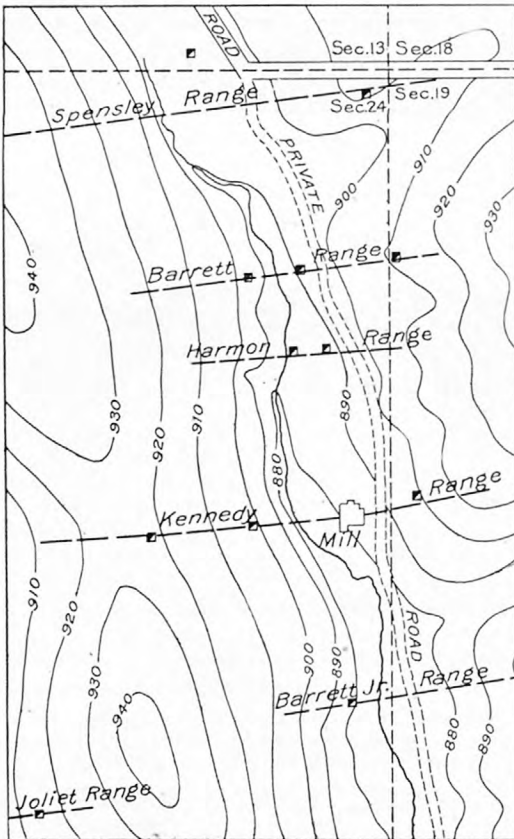 ROAD
Sec.13 Sec.18
Spensley Range
Sec.24 Sec.19
910
PRIVATE
900
920
930
940
Barrett Range
Harmon Range
930
920
910
890
880
Kennedy Range
Mill
910
920
930
900
890
ROAD
Barrett Jr. Range
940
880
890
Joliet Range